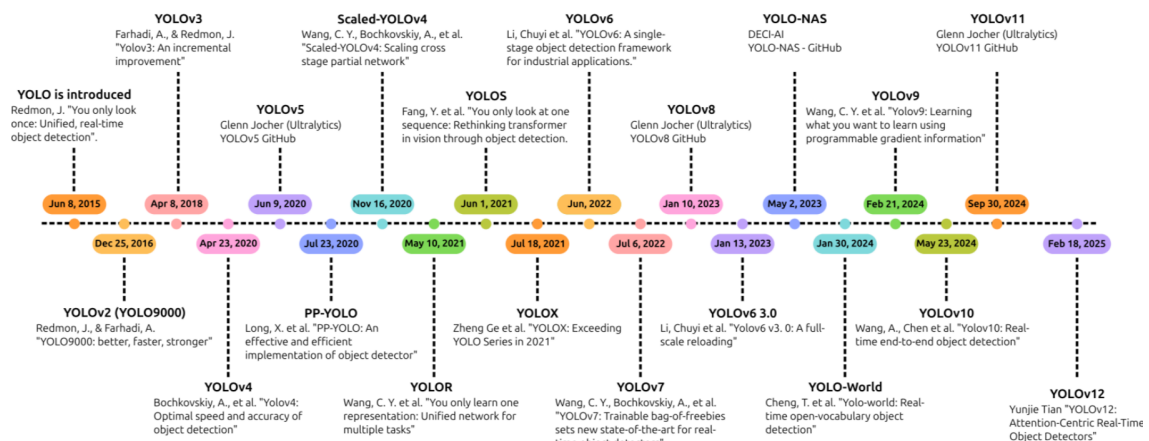 YOLOv3
Farhadi, A., & Redmon, J.
"Yolov3: An incremental
improvement"
Scaled-YOLOv4
Wang, C. Y., Bochkovskiy, A., et al.
"Scaled-YOLOv4: Scaling cross
stage partial network"
YOLOv6
Li, Chuyi et al. "YOLOv6: A single-
stage object detection framework
for industrial applications."
YOLO-NAS
DECI-AI
YOLO-NAS - GitHub
YOLOv11
Glenn Jocher (Ultralytics)
YOLOv11 GitHub
YOLO is introduced
Redmon, J. "You only look
once: Unified, real-time
object detection".
YOLOv5
Glenn Jocher (Ultralytics)
YOLOv5 GitHub
YOLOS
Fang, Y. et al. "You only look at one
sequence: Rethinking transformer
in vision through object detection.
YOLOv8
Glenn Jocher (Ultralytics)
YOLOv8 GitHub
YOLOv9
Wang, C. Y. et al. "Yolov9: Learning
what you want to learn using
programmable gradient information"
Jun 8, 2015
Apr 8, 2018
Jun 9, 2020
Nov 16, 2020
Jun 1, 2021
Jun, 2022
Jan 10, 2023
May 2, 2023
Feb 21, 2024
Sep 30, 2024
Dec 25, 2016
Apr 23, 2020
Jul 23, 2020
May 10, 2021
Jul 18, 2021
Jul 6, 2022
Jan 13, 2023
Jan 30, 2024
May 23, 2024
Feb 18, 2025
YOLOv2 (YOLO9000)
Redmon, J., & Farhadi, A.
"YOLO9000: better, faster, stronger"
PP-YOLO
Long, X. et al. "PP-YOLO: An
effective and efficient
implementation of object detector"
YOLOX
Zheng Ge et al. "YOLOX: Exceeding
YOLO Series in 2021"
YOLOv6 3.0
Li, Chuyi et al. "Yolov6 v3. 0: A full-
scale reloading"
YOLOv10
Wang, A., Chen et al. "Yolov10: Real-
time end-to-end object detection"
YOLOv4
Bochkovskiy, A., et al. "Yolov4:
Optimal speed and accuracy of
object detection"
YOLOR
Wang, C. Y. et al. "You only learn one
representation: Unified network for
multiple tasks"
YOLOv7
Wang, C. Y., Bochkovskiy, A., et al.
"YOLOv7: Trainable bag-of-freebies
sets new state-of-the-art for real-
time object detectors"
YOLO-World
Cheng, T. et al. "Yolo-world: Real-
time open-vocabulary object
detection"
YOLOv12
Yunjie Tian "YOLOv12:
Attention-Centric Real-Time
Object Detectors"